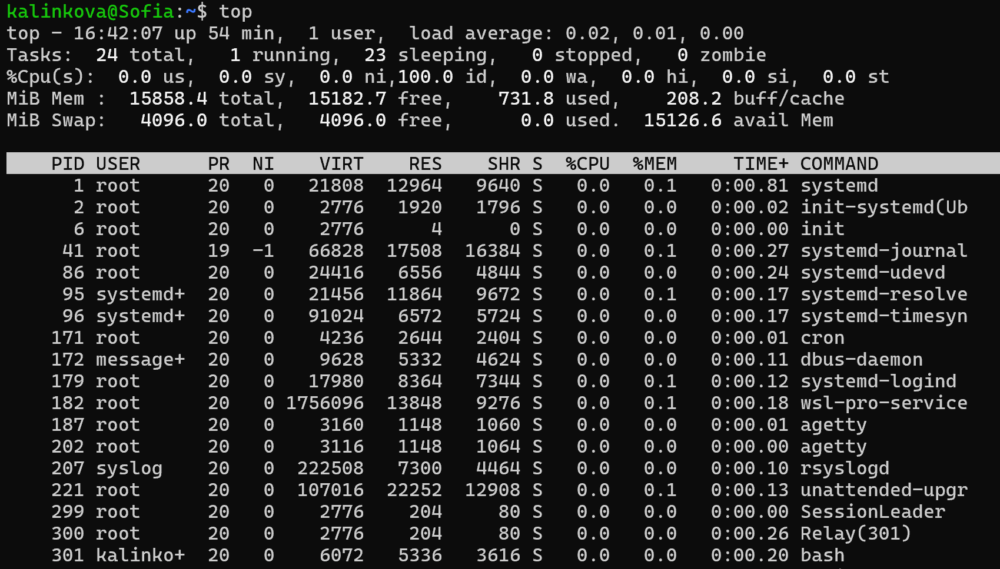 kalinkova@Sofia:~$ top
top - 16:42:07 up 54 min,  1 user,  load average: 0.02, 0.01, 0.00
Tasks:  24 total,   1 running,  23 sleeping,   0 stopped,   0 zombie
%Cpu(s):  0.0 us,  0.0 sy,  0.0 ni,100.0 id,  0.0 wa,  0.0 hi,  0.0 si,  0.0 st
MiB Mem :  15858.4 total,  15182.7 free,    731.8 used,    208.2 buff/cache
MiB Swap:   4096.0 total,   4096.0 free,      0.0 used.  15126.6 avail Mem
    PID USER      PR  NI    VIRT    RES    SHR S  %CPU  %MEM     TIME+ COMMAND
      1 root      20   0   21808  12964   9640 S   0.0   0.1   0:00.81 systemd
      2 root      20   0    2776   1920   1796 S   0.0   0.0   0:00.02 init-systemd(Ub
      6 root      20   0    2776      4      0 S   0.0   0.0   0:00.00 init
     41 root      19  -1   66828  17508  16384 S   0.0   0.1   0:00.27 systemd-journal
     86 root      20   0   24416   6556   4844 S   0.0   0.0   0:00.24 systemd-udevd
     95 systemd+  20   0   21456  11864   9672 S   0.0   0.1   0:00.17 systemd-resolve
     96 systemd+  20   0   91024   6572   5724 S   0.0   0.0   0:00.17 systemd-timesyn
    171 root      20   0    4236   2644   2404 S   0.0   0.0   0:00.01 cron
    172 message+  20   0    9628   5332   4624 S   0.0   0.0   0:00.11 dbus-daemon
    179 root      20   0   17980   8364   7344 S   0.0   0.1   0:00.12 systemd-logind
    182 root      20   0 1756096  13848   9276 S   0.0   0.1   0:00.18 wsl-pro-service
    187 root      20   0    3160   1148   1060 S   0.0   0.0   0:00.01 agetty
    202 root      20   0    3116   1148   1064 S   0.0   0.0   0:00.00 agetty
    207 syslog    20   0  222508   7300   4464 S   0.0   0.0   0:00.10 rsyslogd
    221 root      20   0  107016  22252  12908 S   0.0   0.1   0:00.13 unattended-upgr
    299 root      20   0    2776    204     80 S   0.0   0.0   0:00.00 SessionLeader
    300 root      20   0    2776    204     80 S   0.0   0.0   0:00.26 Relay(301)
    301 kalinko+  20   0    6072   5336   3616 S   0.0   0.0   0:00.20 bash